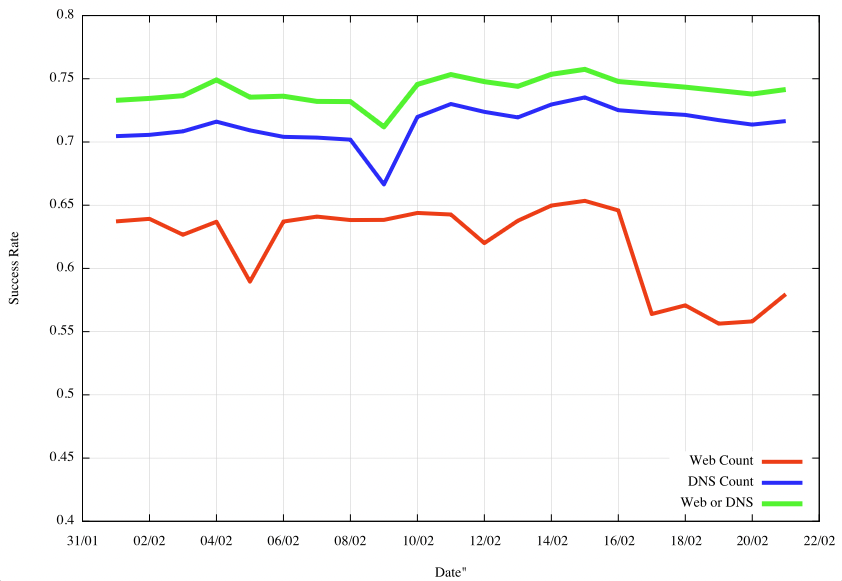 0.8
0.75
0.7
0.65
0.6
0.55
0.5
0.45
0.4
Success Rate
Web Count
DNS Count
Web or DNS
31/01 02/02 04/02 06/02 08/02 10/02 12/02 14/02 16/02 18/02 20/02 22/02
Date"